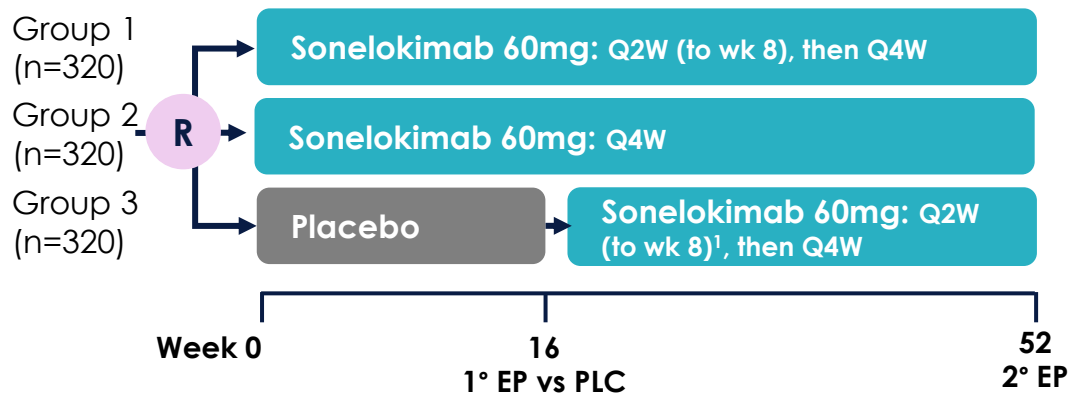 Group 1
(n=320)
Sonelokimab 60mg: Q2W (to wk 8), then Q4W
Group 2
(n=320)
R
Sonelokimab 60mg: Q4W
Group 3
(n=320)
Placebo
Sonelokimab 60mg: Q2W
(to wk 8)¹, then Q4W
Week 0
16
52
1° EP vs PLC
2° EP